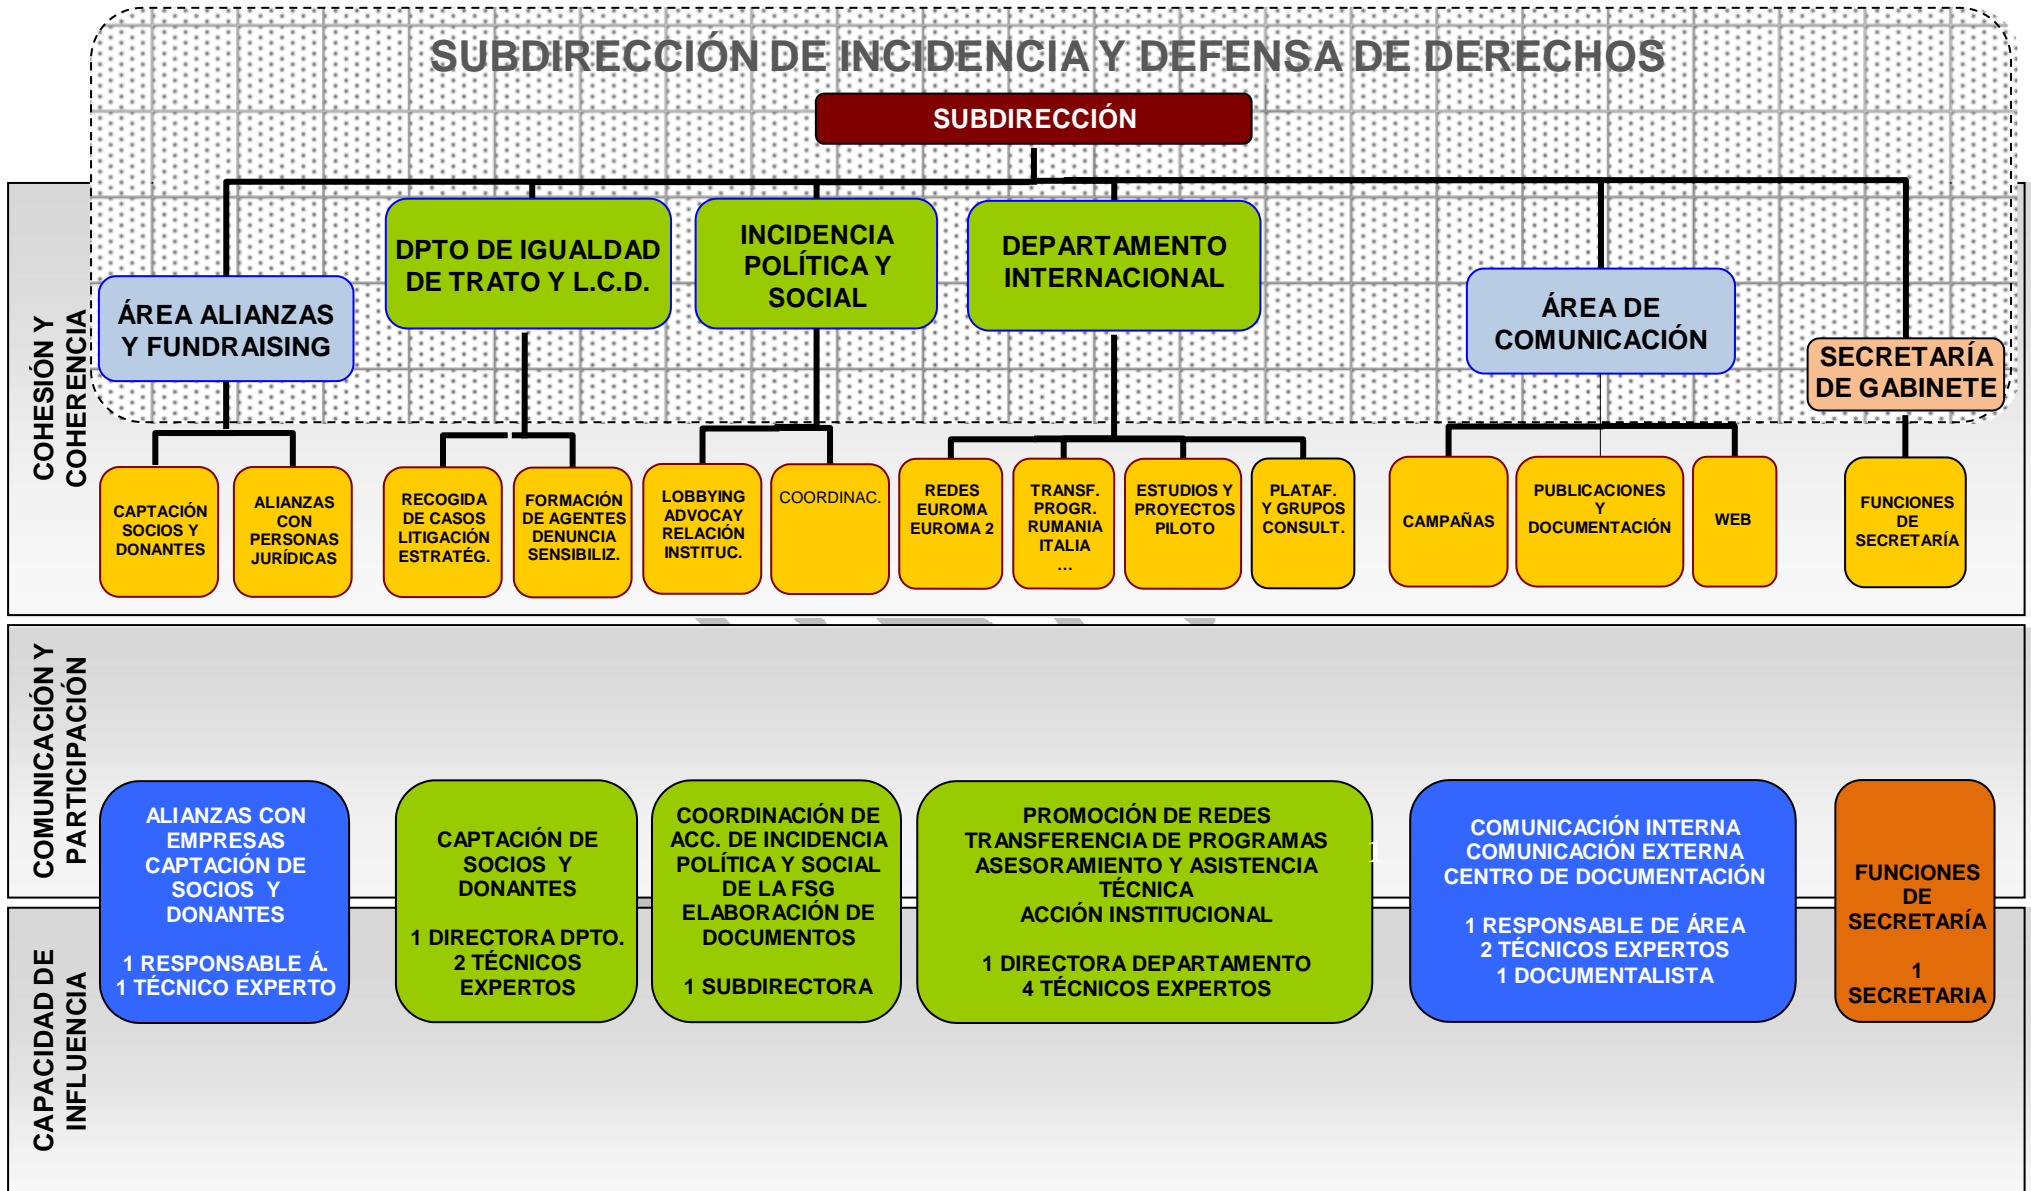 SUBDIRECCIÓN DE INCIDENCIA Y DEFENSA DE DERECHOS
SUBDIRECCIÓN
COHESIÓN Y
COHERENCIA
ÁREA ALIANZAS
Y FUNDRAISING
DPTO DE IGUALDAD
DE TRATO Y L.C.D.
INCIDENCIA
POLÍTICA Y
SOCIAL
DEPARTAMENTO
INTERNACIONAL
ÁREA DE
COMUNICACIÓN
SECRETARÍA
DE GABINETE
CAPTACIÓN
SOCIOS Y
DONANTES
ALIANZAS
CON
PERSONAS
JURÍDICAS
RECOGIDA
DE CASOS
LITIGACIÓN
ESTRATÉG.
FORMACIÓN
DE AGENTES
DENUNCIA
SENSIBILIZ.
LOBBYING
ADVOCAY
RELACIÓN
INSTITUC.
COORDINAC.
REDES
EUROMA
EUROMA 2
TRANSF.
PROGR.
RUMANIA
ITALIA
...
ESTUDIOS Y
PROYECTOS
PILOTO
PLATAF.
Y GRUPOS
CONSULT.
CAMPAÑAS
PUBLICACIONES
Y
DOCUMENTACIÓN
WEB
FUNCIONES
DE
SECRETARÍA
COMUNICACIÓN Y
PARTICIPACIÓN
CAPACIDAD DE
INFLUENCIA
ALIANZAS CON
EMPRESAS
CAPTACIÓN DE
SOCIOS Y
DONANTES
1 RESPONSABLE Á.
1 TÉCNICO EXPERTO
CAPTACIÓN DE
SOCIOS Y
DONANTES
1 DIRECTORA DPTO.
2 TÉCNICOS
EXPERTOS
COORDINACIÓN DE
ACC. DE INCIDENCIA
POLÍTICA Y SOCIAL
DE LA FSG
ELABORACIÓN DE
DOCUMENTOS
1 SUBDIRECTORA
PROMOCIÓN DE REDES
TRANSFERENCIA DE PROGRAMAS
ASESORAMIENTO Y ASISTENCIA
TÉCNICA
ACCIÓN INSTITUCIONAL
1 DIRECTORA DEPARTAMENTO
4 TÉCNICOS EXPERTOS
1
COMUNICACIÓN INTERNA
COMUNICACIÓN EXTERNA
CENTRO DE DOCUMENTACIÓN
1 RESPONSABLE DE ÁREA
2 TÉCNICOS EXPERTOS
1 DOCUMENTALISTA
FUNCIONES
DE
SECRETARÍA
1
SECRETARIA